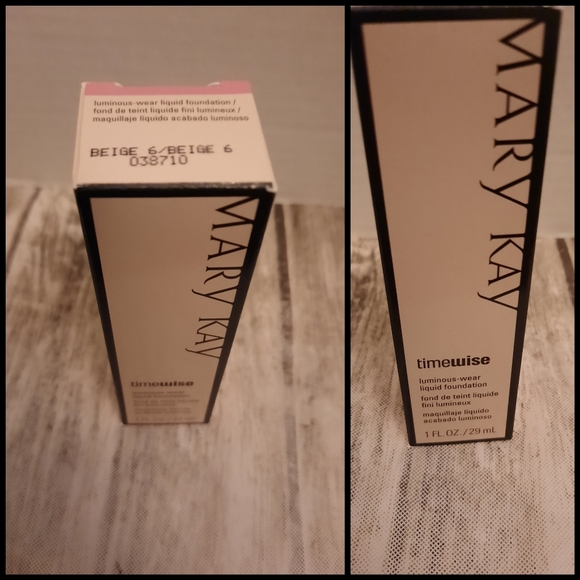 luminous-wear liquid foundation /
fond de teint liquide fini lumineux /
maquillaje líquido acabado luminoso
BEIGE 6/BEIGE 6
038710
MARY KAY
timewise
MARY KAY
timewise
luminous-wear
liquid foundation
fond de teint liquide
fini lumineux
maquillaje líquido
acabado luminoso
1 FL. OZ./29 mL